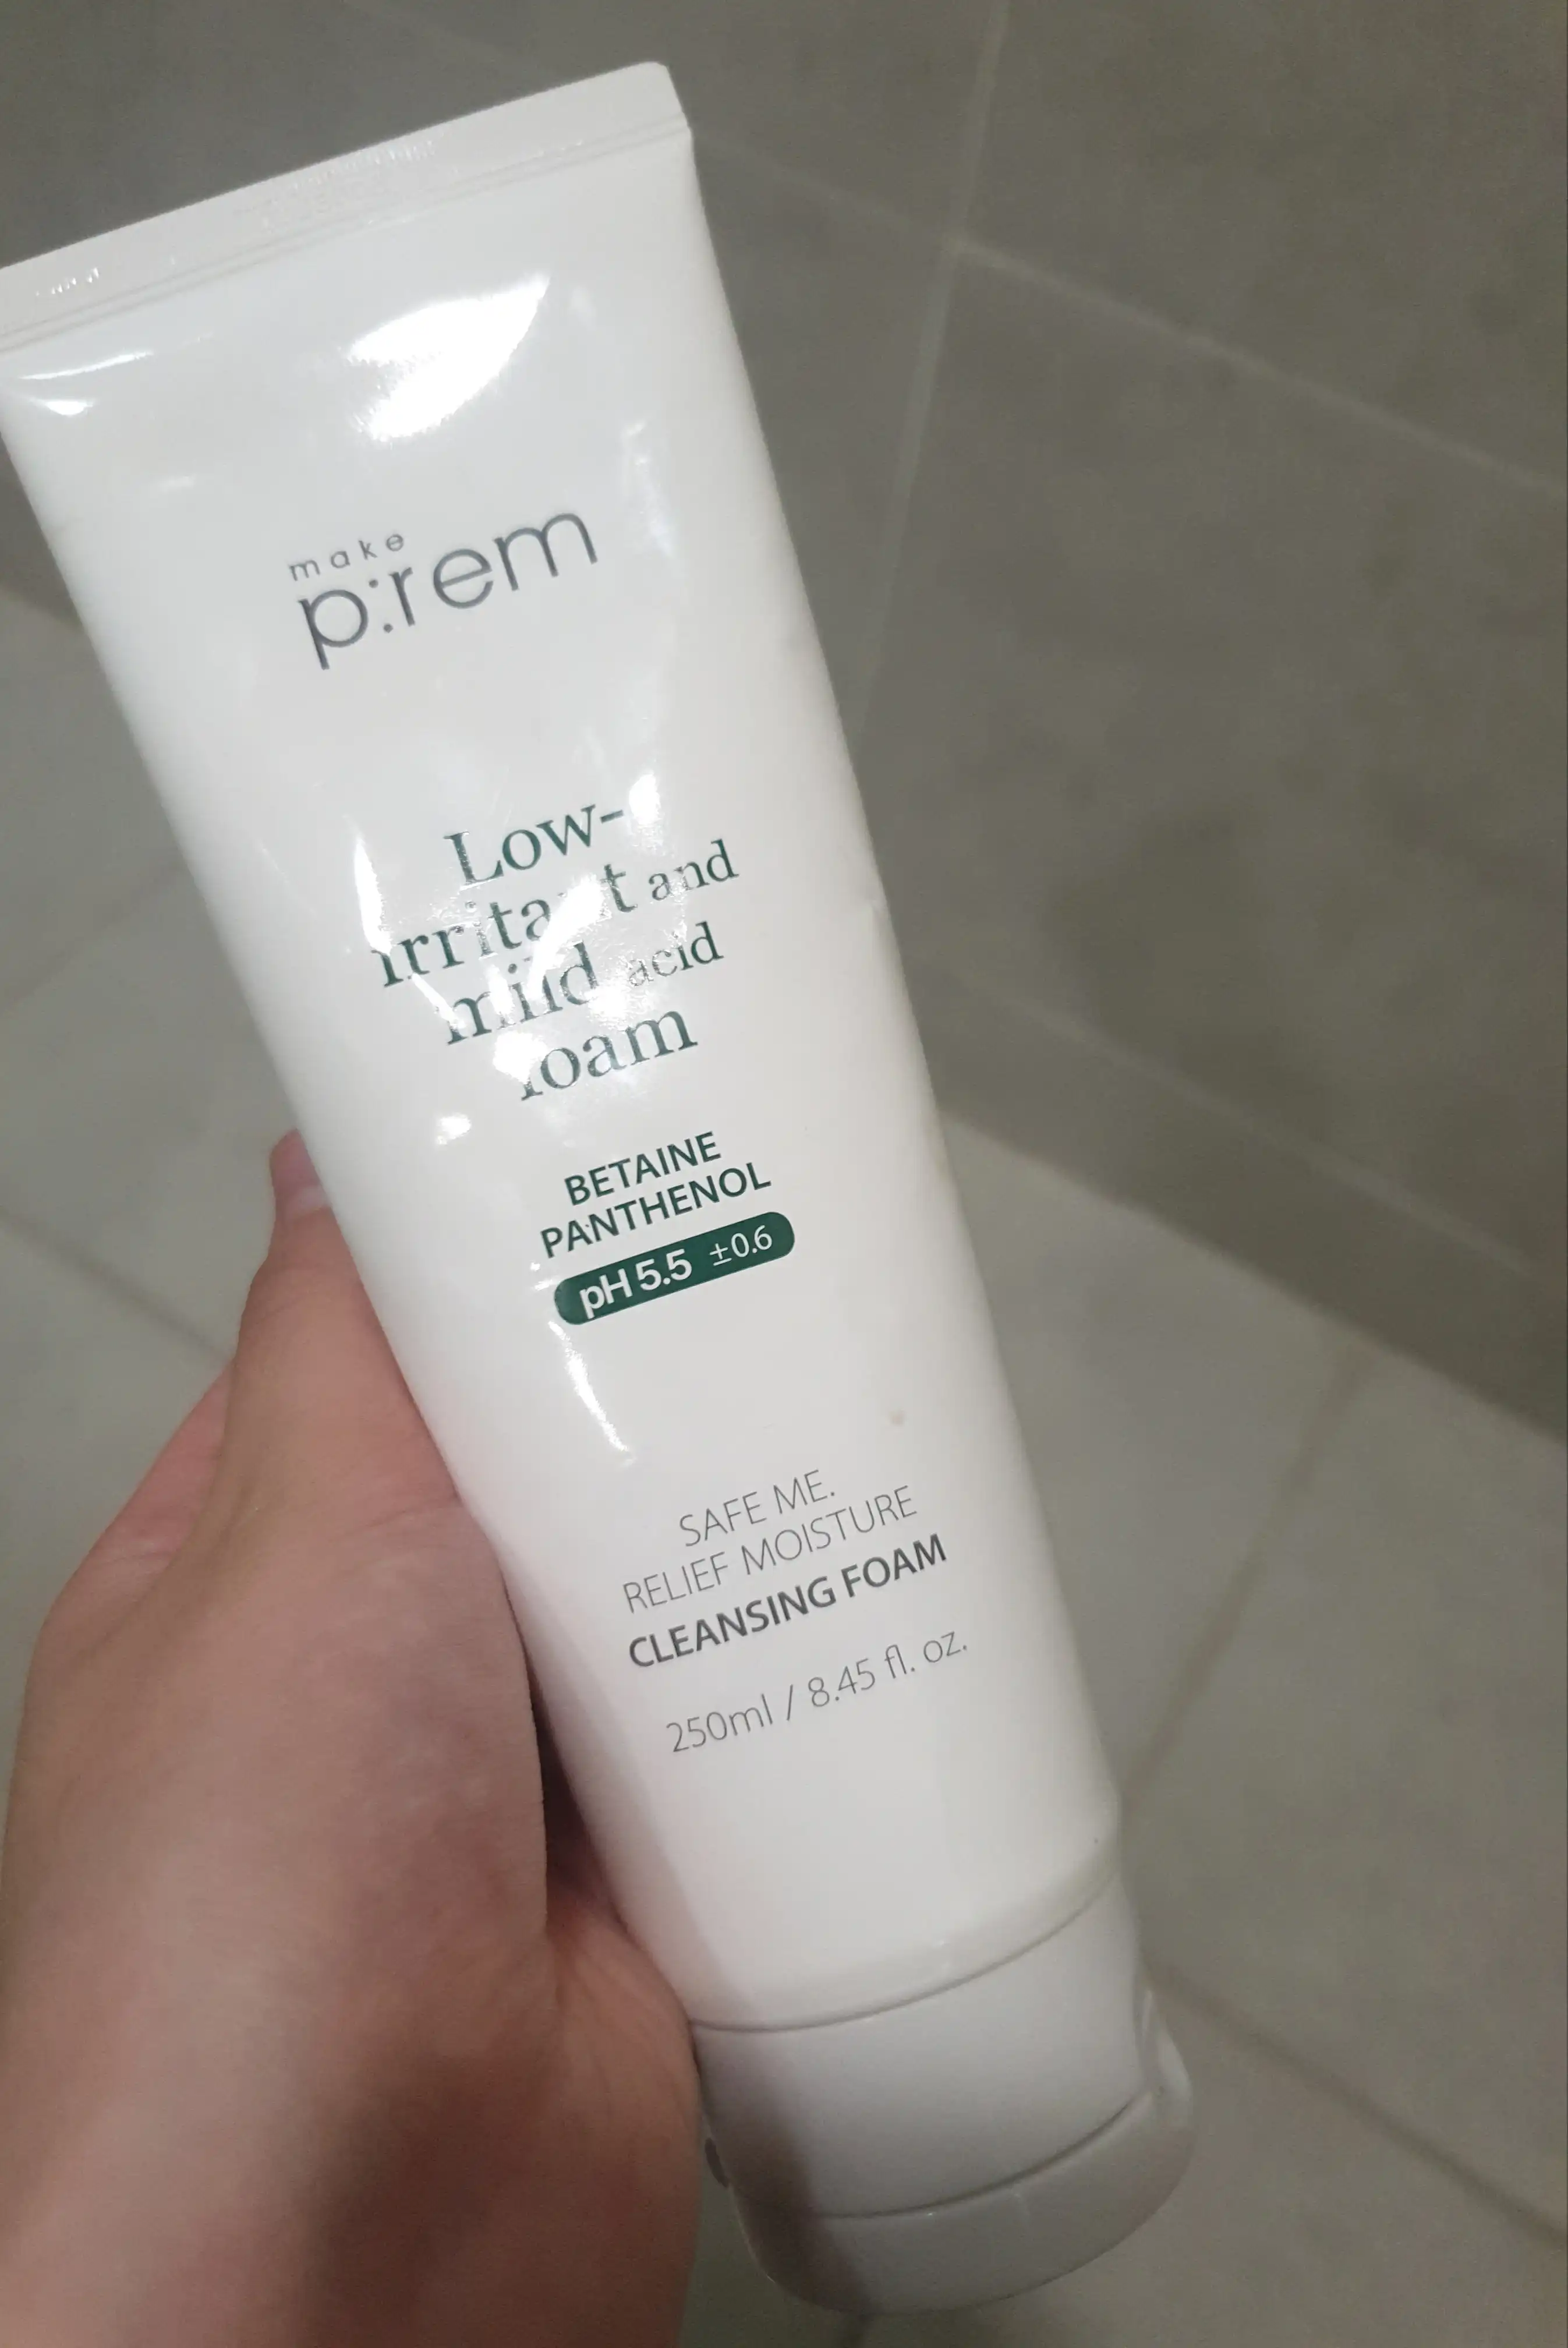 make
p:rem
Low-
irritant and
mild acid
foam
BETAINE
PANTHENOL
pH 5.5 ±0.6
SAFE ME.
RELIEF MOISTURE
CLEANSING FOAM
250ml / 8.45 fl. oz.